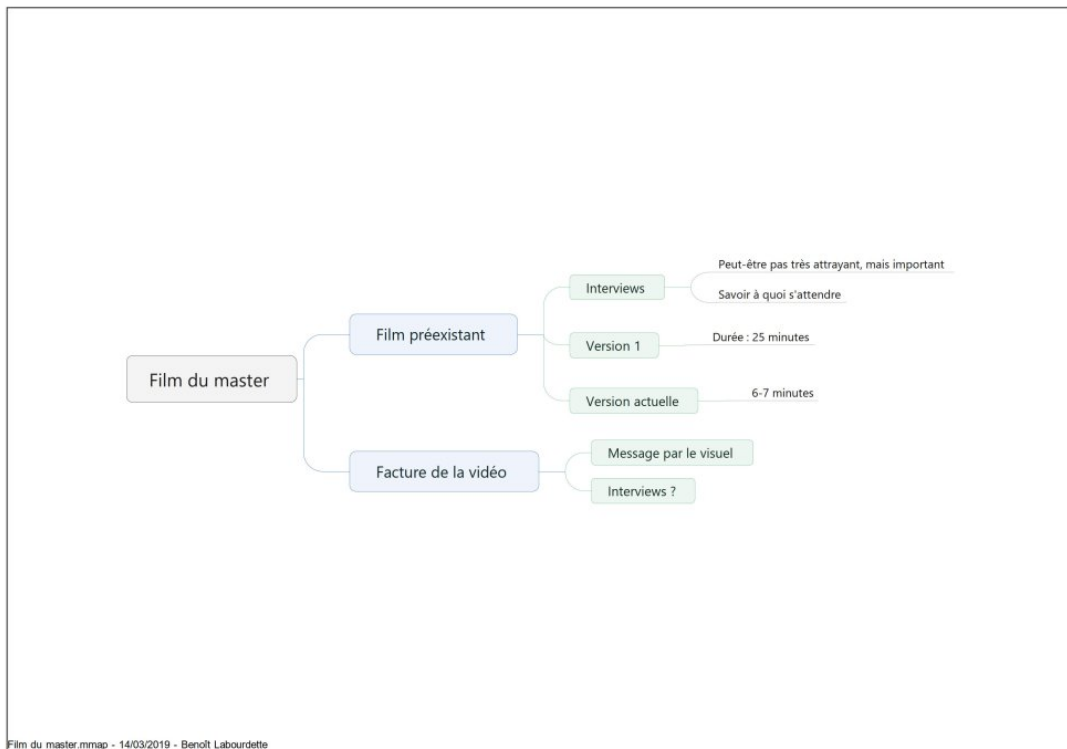 Film du master
Film préexistant
Interviews
Peut-être pas très attrayant, mais important
Savoir à quoi s'attendre
Version 1
Durée : 25 minutes
Version actuelle
6-7 minutes
Facture de la vidéo
Message par le visuel
Interviews ?
Film du master.mmap - 14/03/2019 - Benoît Labourdette